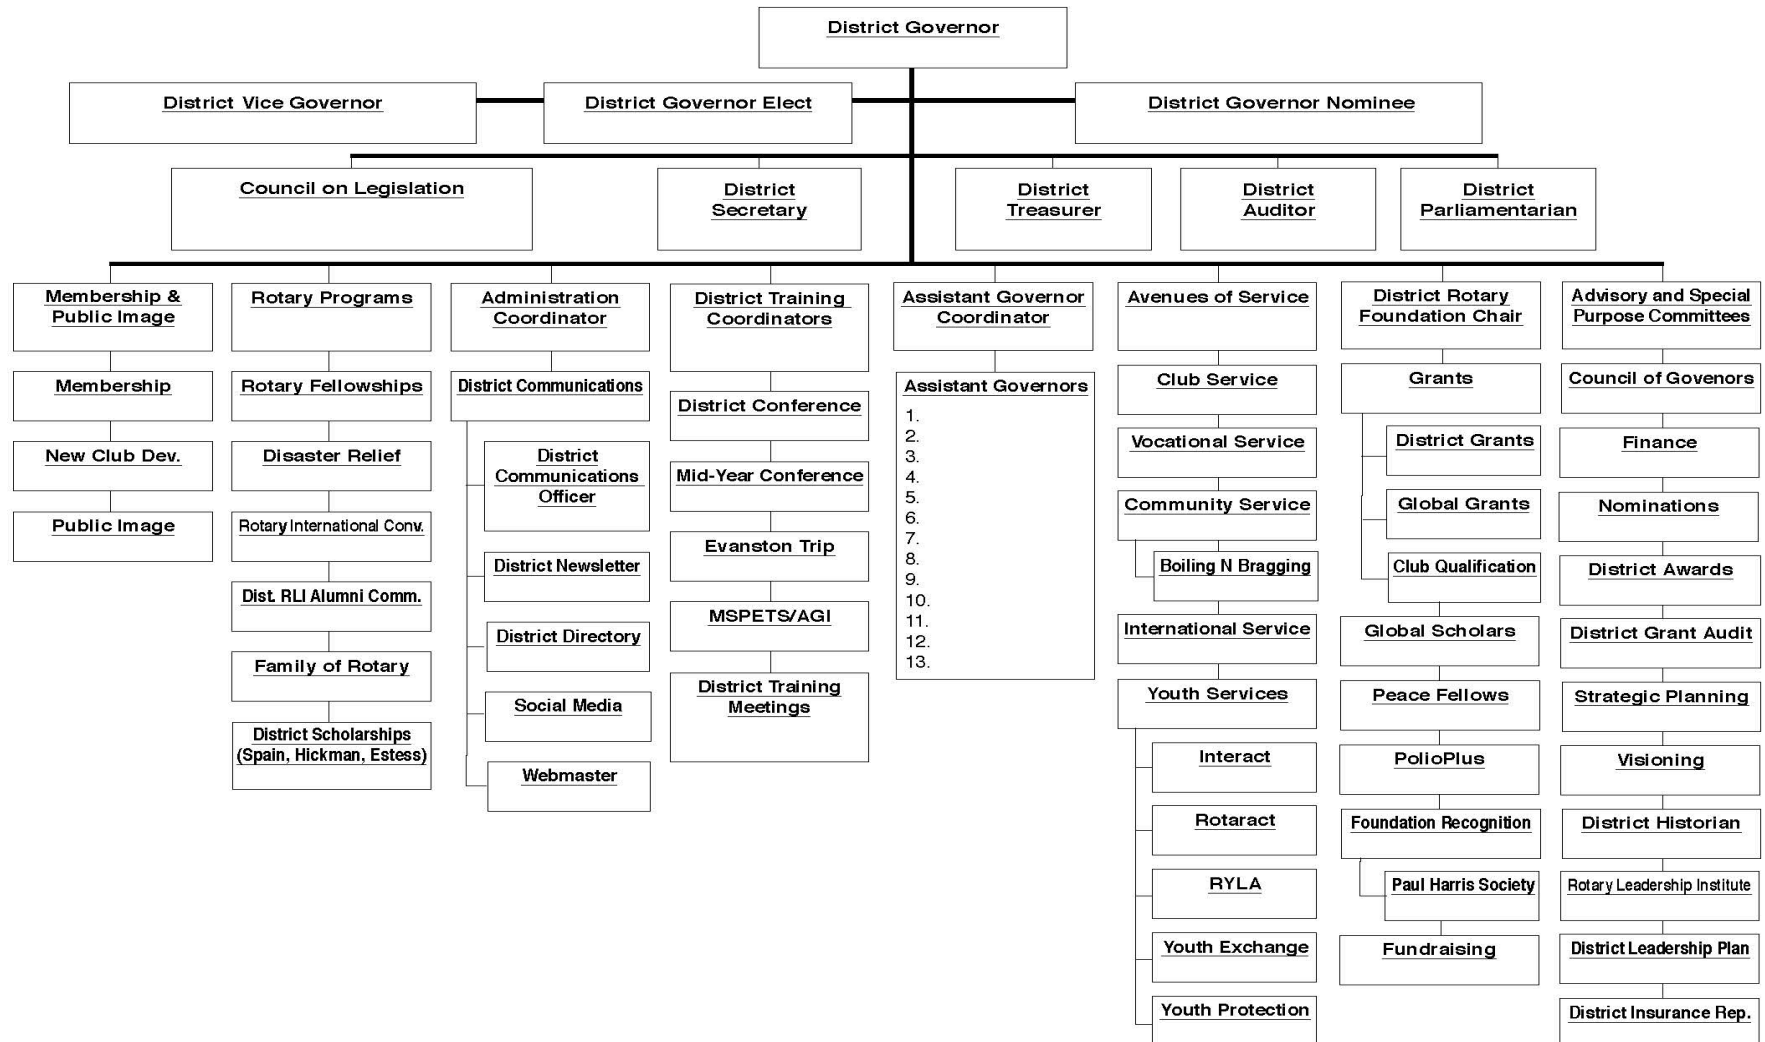 District Governor
District Vice Governor
District Governor Elect
District Governor Nominee
Council on Legislation
District
Secretary
District
Treasurer
District
Auditor
District
Parliamentarian
Membership &
Public Image
Membership
New Club Dev.
Public Image
Rotary Programs
Rotary Fellowships
Disaster Relief
Rotary International Conv.
Dist. RLI Alumni Comm.
Family of Rotary
District Scholarships
(Spain, Hickman, Estess)
Administration
Coordinator
District Communications
District
Communications
Officer
District Newsletter
District Directory
Social Media
Webmaster
District Training
Coordinators
District Conference
Mid-Year Conference
Evanston Trip
MSPETS/AGI
District Training
Meetings
Assistant Governor
Coordinator
Assistant Governors
1.
2.
3.
4.
5.
6.
7.
8.
9.
10.
11.
12.
13.
Avenues of Service
Club Service
Vocational Service
Community Service
Boiling N Bragging
International Service
Youth Services
Interact
Rotaract
RYLA
Youth Exchange
Youth Protection
District Rotary
Foundation Chair
Grants
District Grants
Global Grants
Club Qualification
Global Scholars
Peace Fellows
PolioPlus
Foundation Recognition
Paul Harris Society
Fundraising
Advisory and Special
Purpose Committees
Council of Govenors
Finance
Nominations
District Awards
District Grant Audit
Strategic Planning
Visioning
District Historian
Rotary Leadership Institute
District Leadership Plan
District Insurance Rep.